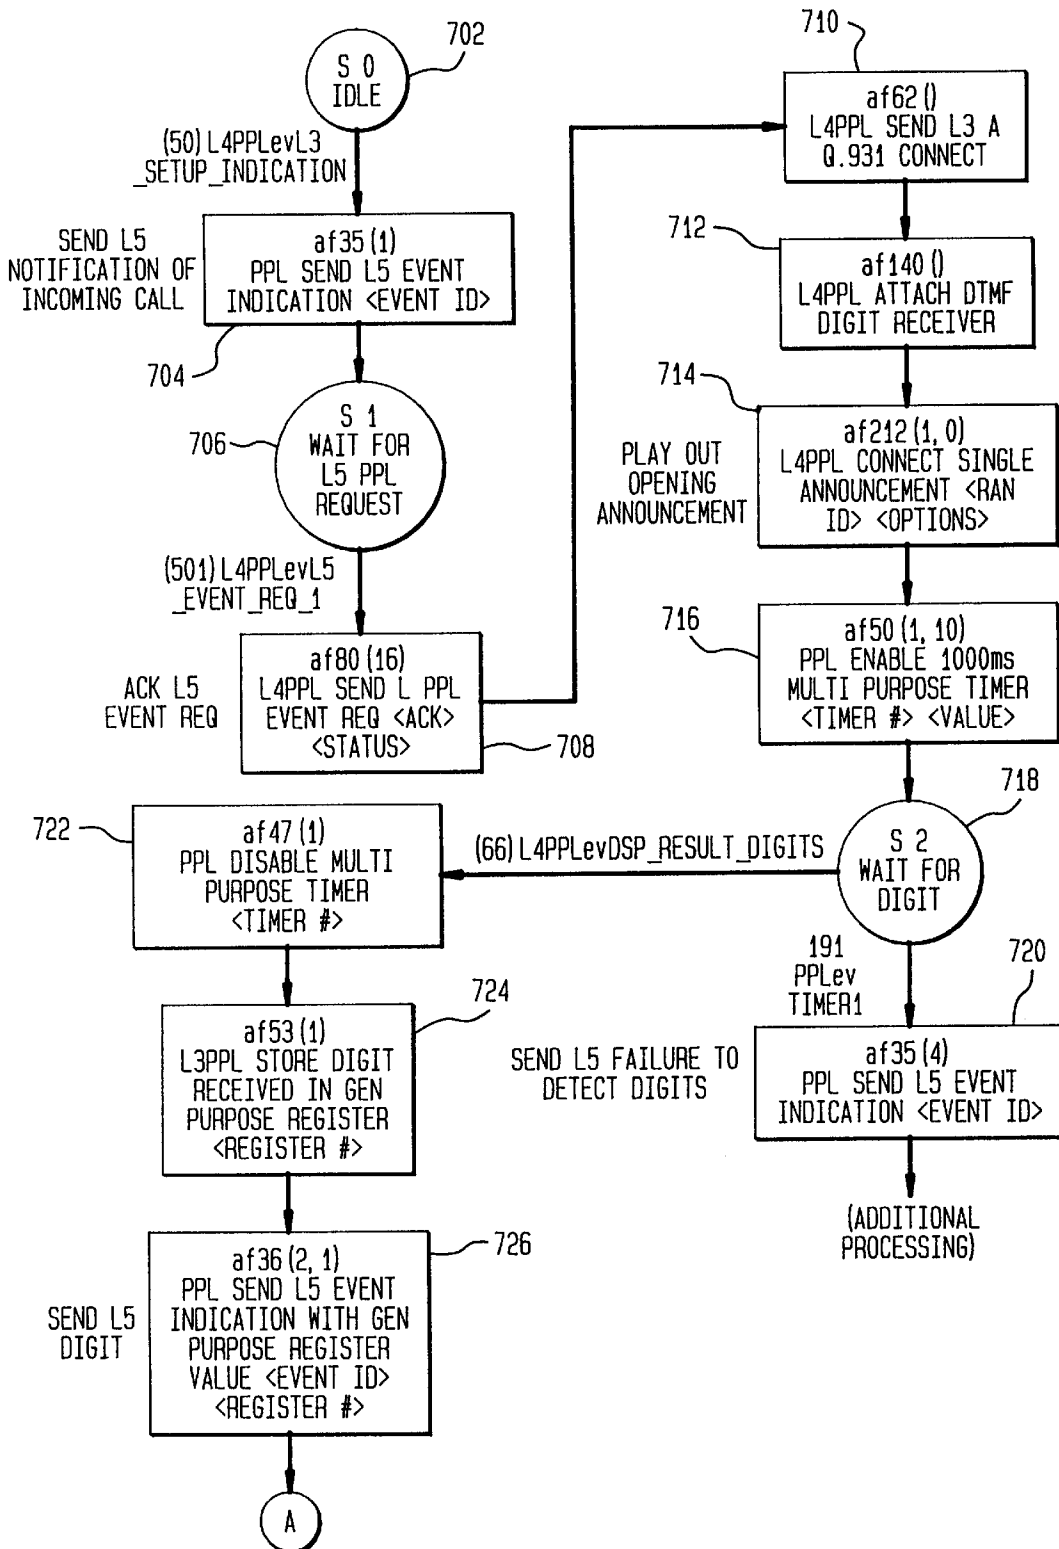 702
S 0
IDLE
(50) L4PPLevL3
_SETUP_INDICATION
SEND L5
NOTIFICATION OF
INCOMING CALL
af35(1)
PPL SEND L5 EVENT
INDICATION <EVENT ID>
704
706
S 1
WAIT FOR
L5 PPL
REQUEST
(501) L4PPLevL5
_EVENT_REQ_1
ACK L5
EVENT REQ
af80(16)
L4PPL SEND L PPL
EVENT REQ <ACK>
<STATUS>
708
710
af62()
L4PPL SEND L3 A
Q.931 CONNECT
712
af140()
L4PPL ATTACH DTMF
DIGIT RECEIVER
714
PLAY OUT
OPENING
ANNOUNCEMENT
af212(1,0)
L4PPL CONNECT SINGLE
ANNOUNCEMENT <RAN
ID> <OPTIONS>
716
af50(1,10)
PPL ENABLE 1000ms
MULTI PURPOSE TIMER
<TIMER #> <VALUE>
718
S 2
WAIT FOR
DIGIT
(66) L4PPLevDSP_RESULT_DIGITS
191
PPLev
TIMER1
720
SEND L5 FAILURE TO
DETECT DIGITS
af35(4)
PPL SEND L5 EVENT
INDICATION <EVENT ID>
(ADDITIONAL
PROCESSING)
722
af47(1)
PPL DISABLE MULTI
PURPOSE TIMER
<TIMER #>
724
af53(1)
L3PPL STORE DIGIT
RECEIVED IN GEN
PURPOSE REGISTER
<REGISTER #>
726
SEND L5
DIGIT
af36(2,1)
PPL SEND L5 EVENT
INDICATION WITH GEN
PURPOSE REGISTER
VALUE <EVENT ID>
<REGISTER #>
A